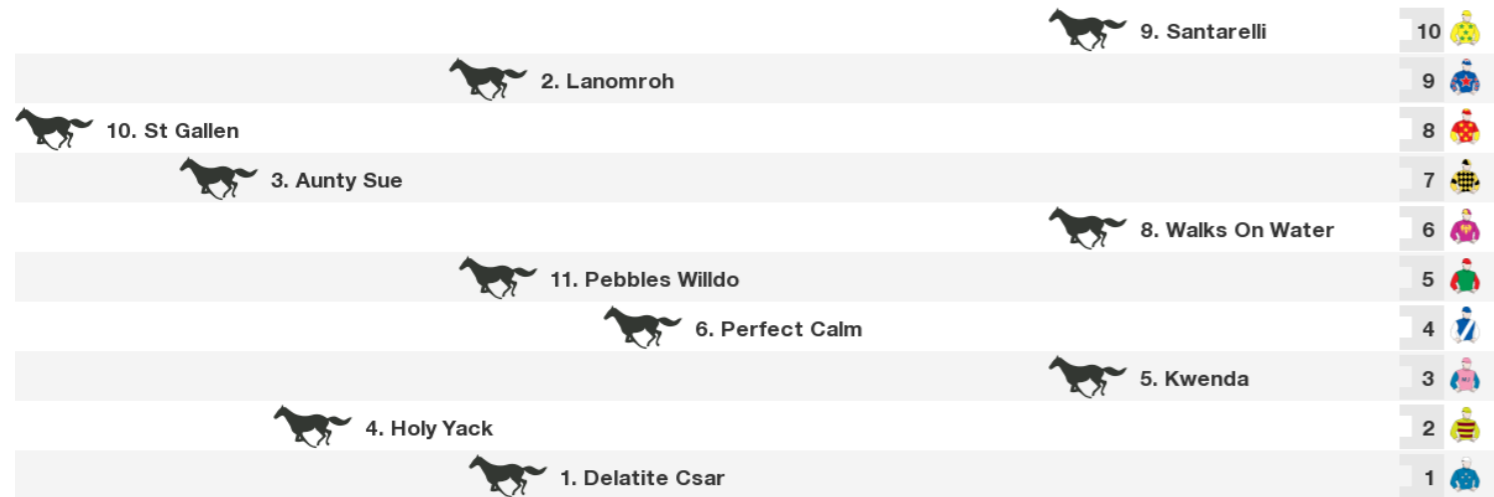 9. Santarelli 10
2. Lanomroh 9
10. St Gallen 8
3. Aunty Sue 7
8. Walks On Water 6
11. Pebbles Willdo 5
6. Perfect Calm 4
5. Kwenda 3
4. Holy Yack 2
1. Delatite Csar 1